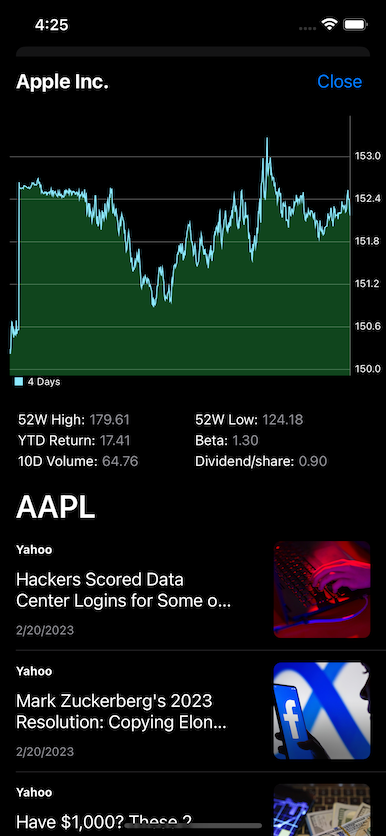 4:25
Apple Inc.
Close
153.0
152.4
151.8
151.2
150.6
150.0
4 Days
52W High: 179.61
52W Low: 124.18
YTD Return: 17.41
Beta: 1.30
10D Volume: 64.76
Dividend/share: 0.90
AAPL
Yahoo
Hackers Scored Data
Center Logins for Some o...
2/20/2023
Yahoo
Mark Zuckerberg's 2023
Resolution: Copying Elon...
2/20/2023
Yahoo
Have $1,000? These 2